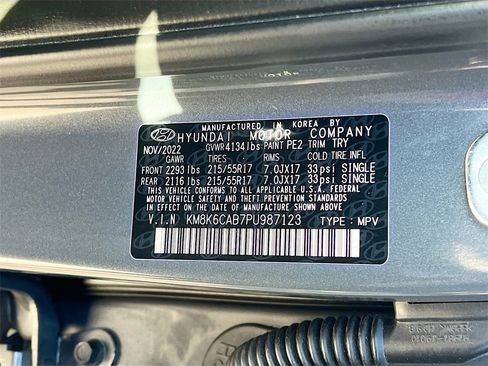 MANUFACTURED IN KOREA BY
HYUNDAI MOTOR COMPANY
NOV/2022 GVWR 4134lbs PAINT PE2 TRIM TRY
GAWR TIRES RIMS COLD TIRE INFL
FRONT 2293 lbs 215/55R17 7.0JX17 33psi SINGLE
REAR 2116 lbs 215/55R17 7.0JX17 33psi SINGLE
THIS VEHICLE CONFORMS TO ALL APPLICABLE U.S.A. FEDERAL
MOTOR VEHICLE SAFETY AND THEFT PREVENTION STANDARDS
IN EFFECT ON THE DATE OF MANUFACTURE SHOWN ABOVE
V.I.N KM8K6CAB7PU987123 TYPE : MPV